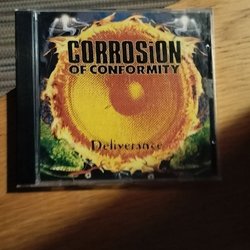 CORROSiON
OF CONFORMITY
Deliverance